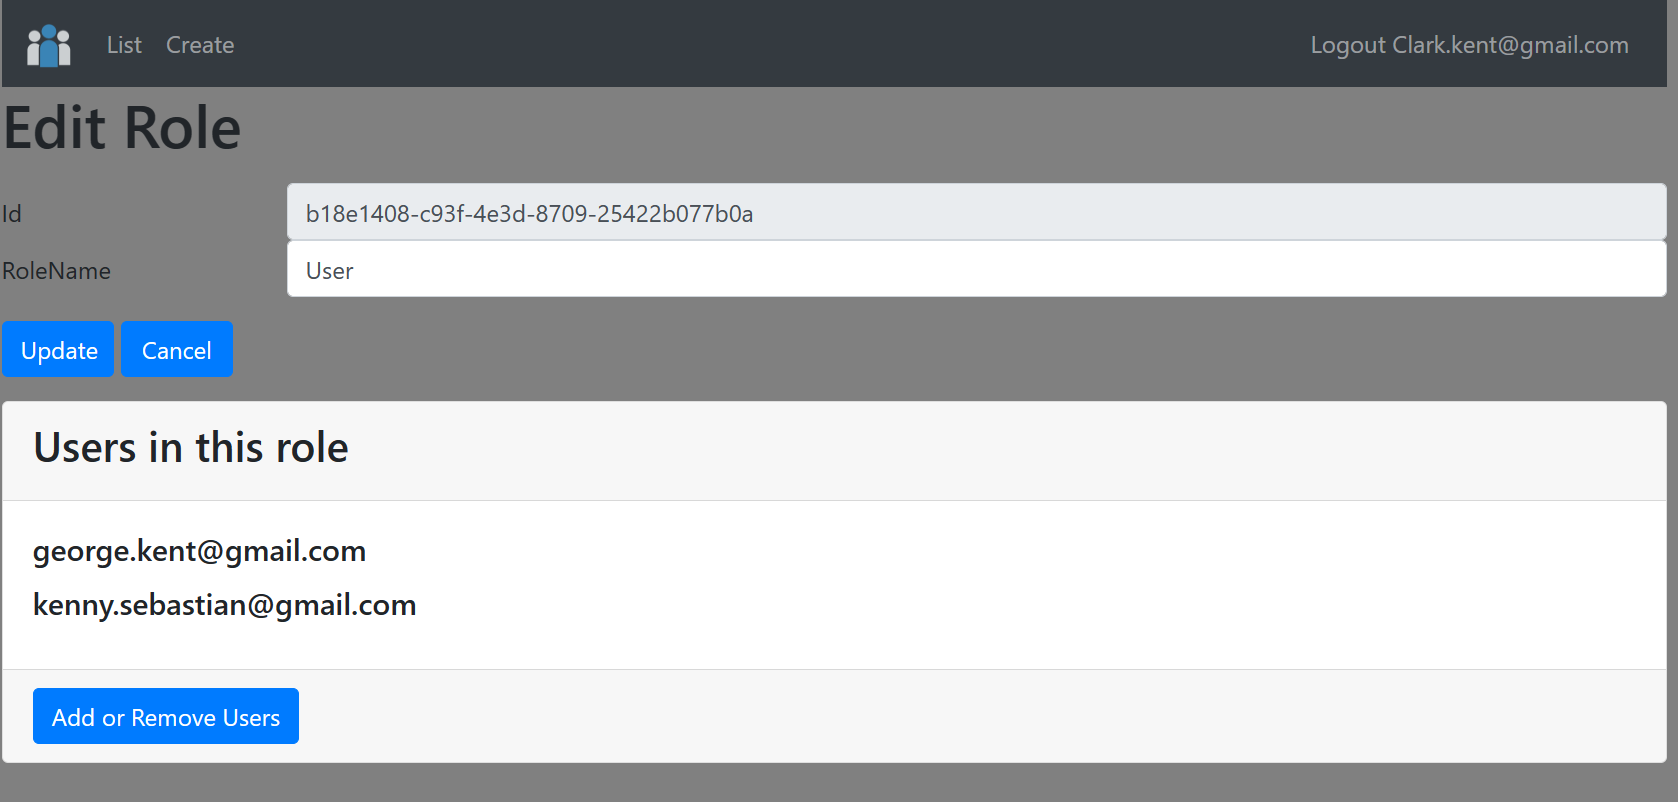 List Create Logout Clark.kent@gmail.com
Edit Role
Id b18e1408-c93f-4e3d-8709-25422b077b0a
RoleName User
Update Cancel
Users in this role
george.kent@gmail.com
kenny.sebastian@gmail.com
Add or Remove Users